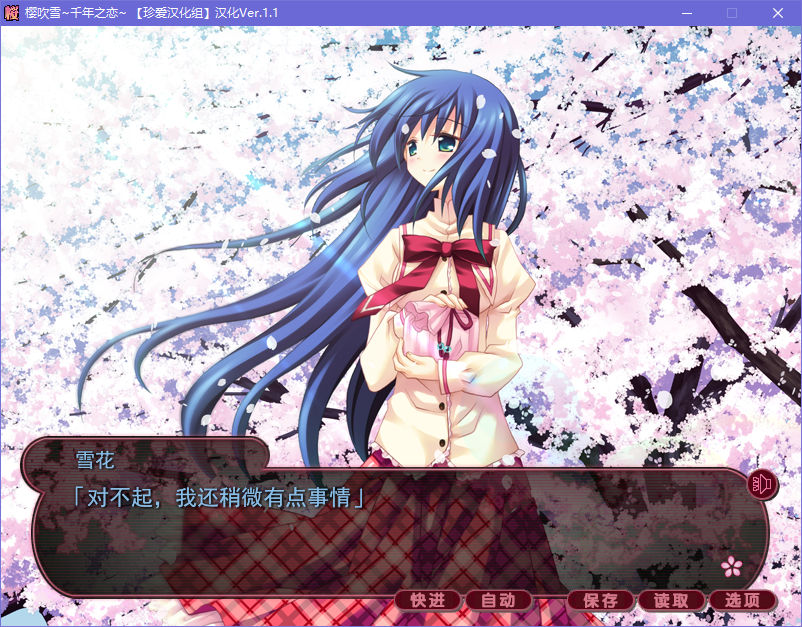 樱吹雪~千年之恋~ 【珍爱汉化组】汉化Ver.1.1
雪花
「对不起，我还稍微有点事情」
快进 自动 保存 读取 选项